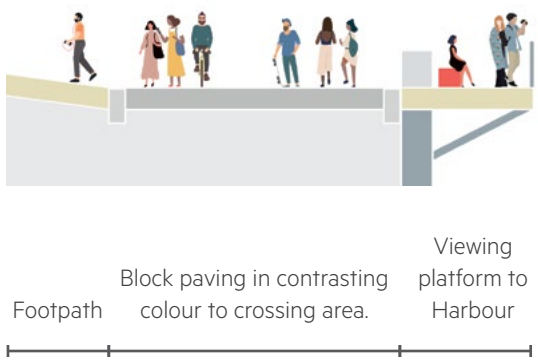 Footpath
Block paving in contrasting
colour to crossing area.
Viewing
platform to
Harbour